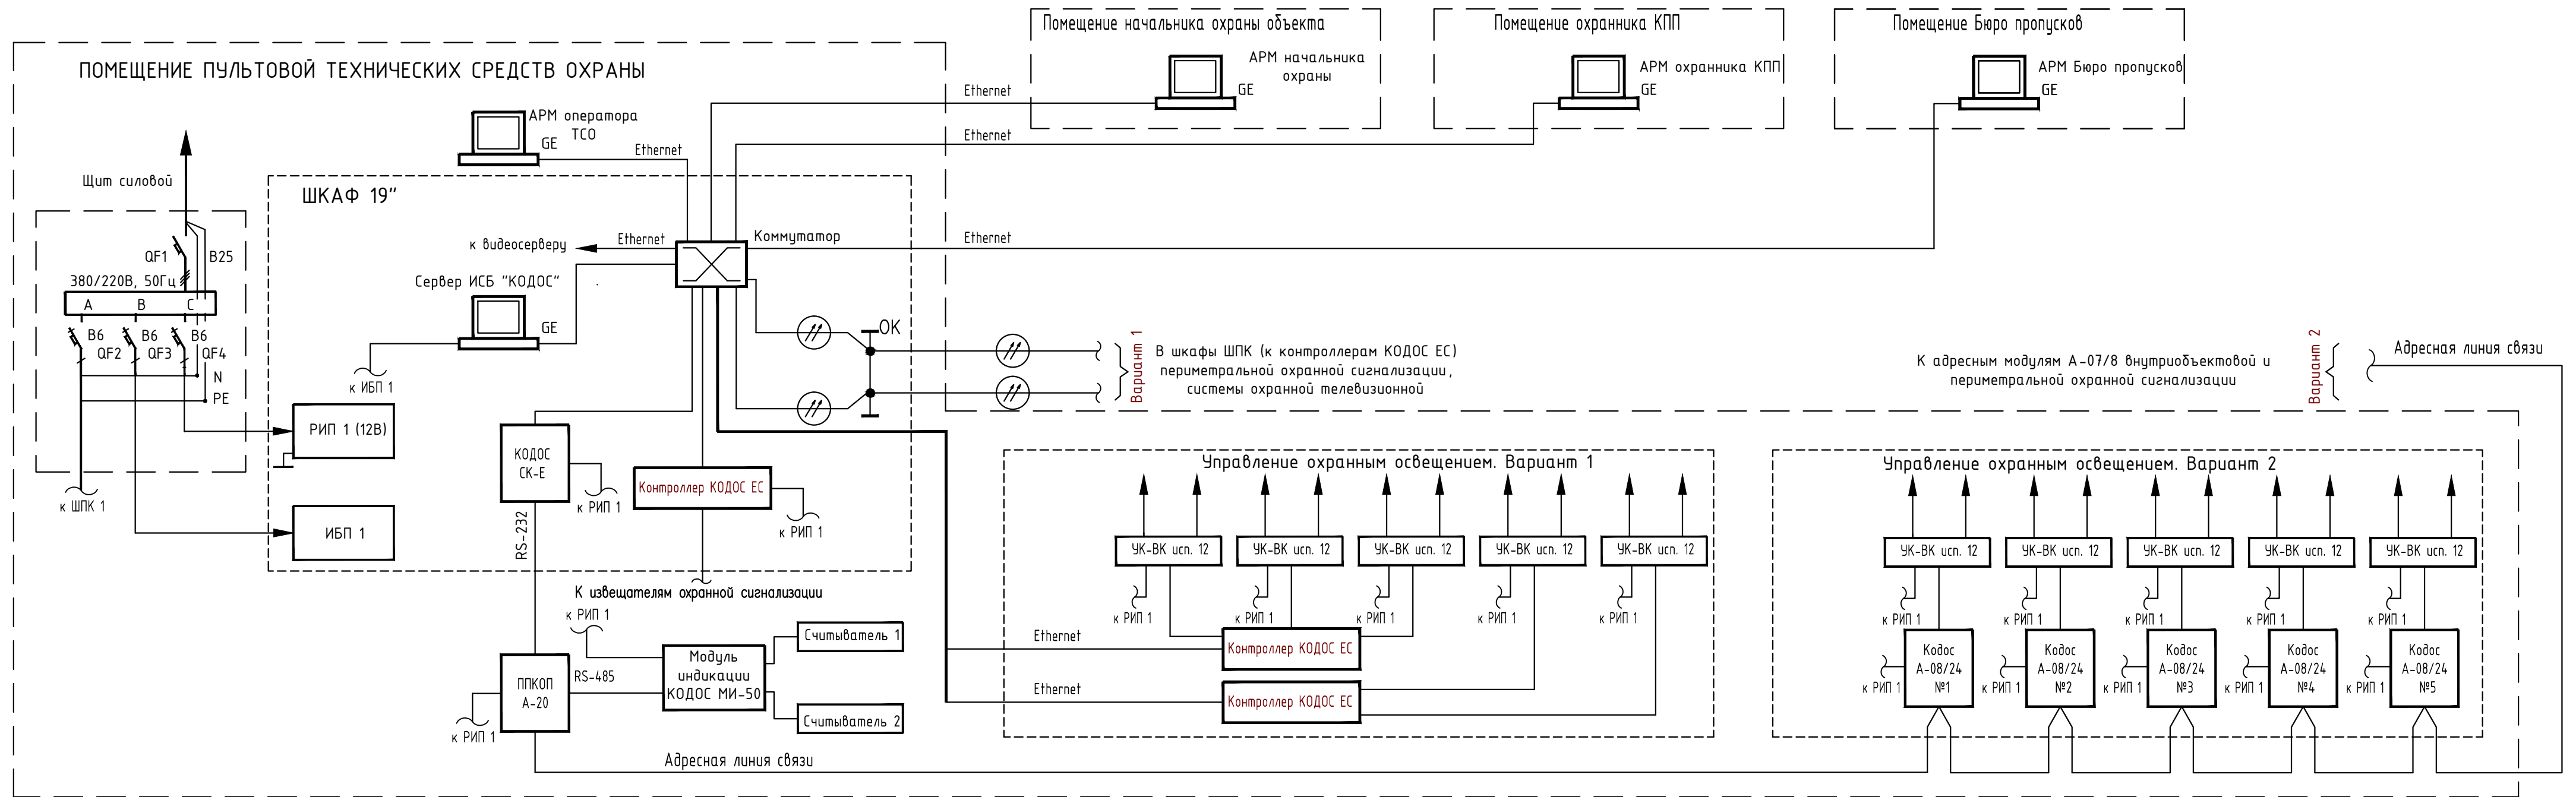 Помещение начальника охраны объекта
АРМ начальника
охраны
GE
Помещение охранника КПП
АРМ охранника КПП
GE
Помещение Бюро пропусков
АРМ Бюро пропусков
GE
ПОМЕЩЕНИЕ ПУЛЬТОВОЙ ТЕХНИЧЕСКИХ СРЕДСТВ ОХРАНЫ
Ethernet
Ethernet
Ethernet
АРМ оператора
ТСО
GE
Ethernet
Щит силовой
QF1
B25
380/220В, 50Гц
A B C
B6 B6 B6
QF2 QF3 QF4
N
PE
к ШПК 1
ШКАФ 19"
к видеосерверу
Ethernet
Коммутатор
Сервер ИСБ "КОДОС"
GE
к ИБП 1
РИП 1 (12В)
ИБП 1
КОДОС
СК-Е
к РИП 1
RS-232
Контроллер КОДОС ЕС
к РИП 1
ОК
Вариант 1
В шкафы ШПК (к контроллерам КОДОС ЕС)
периметральной охранной сигнализации,
системы охранной телевизионной
К адресным модулям А-07/8 внутриобъектовой и
периметральной охранной сигнализации
Вариант 2
Адресная линия связи
К извещателям охранной сигнализации
к РИП 1
Считыватель 1
Модуль
индикации
КОДОС МИ-50
Считыватель 2
RS-485
ППКОП
А-20
к РИП 1
Адресная линия связи
Управление охранным освещением. Вариант 1
УК-ВК исп. 12 УК-ВК исп. 12 УК-ВК исп. 12 УК-ВК исп. 12 УК-ВК исп. 12
к РИП 1 к РИП 1 к РИП 1 к РИП 1 к РИП 1
Ethernet
Контроллер КОДОС ЕС
Ethernet
Контроллер КОДОС ЕС
Управление охранным освещением. Вариант 2
УК-ВК исп. 12 УК-ВК исп. 12 УК-ВК исп. 12 УК-ВК исп. 12 УК-ВК исп. 12
к РИП 1 к РИП 1 к РИП 1 к РИП 1 к РИП 1
Кодос Кодос Кодос Кодос Кодос
А-08/24 А-08/24 А-08/24 А-08/24 А-08/24
№1 №2 №3 №4 №5
к РИП 1 к РИП 1 к РИП 1 к РИП 1 к РИП 1